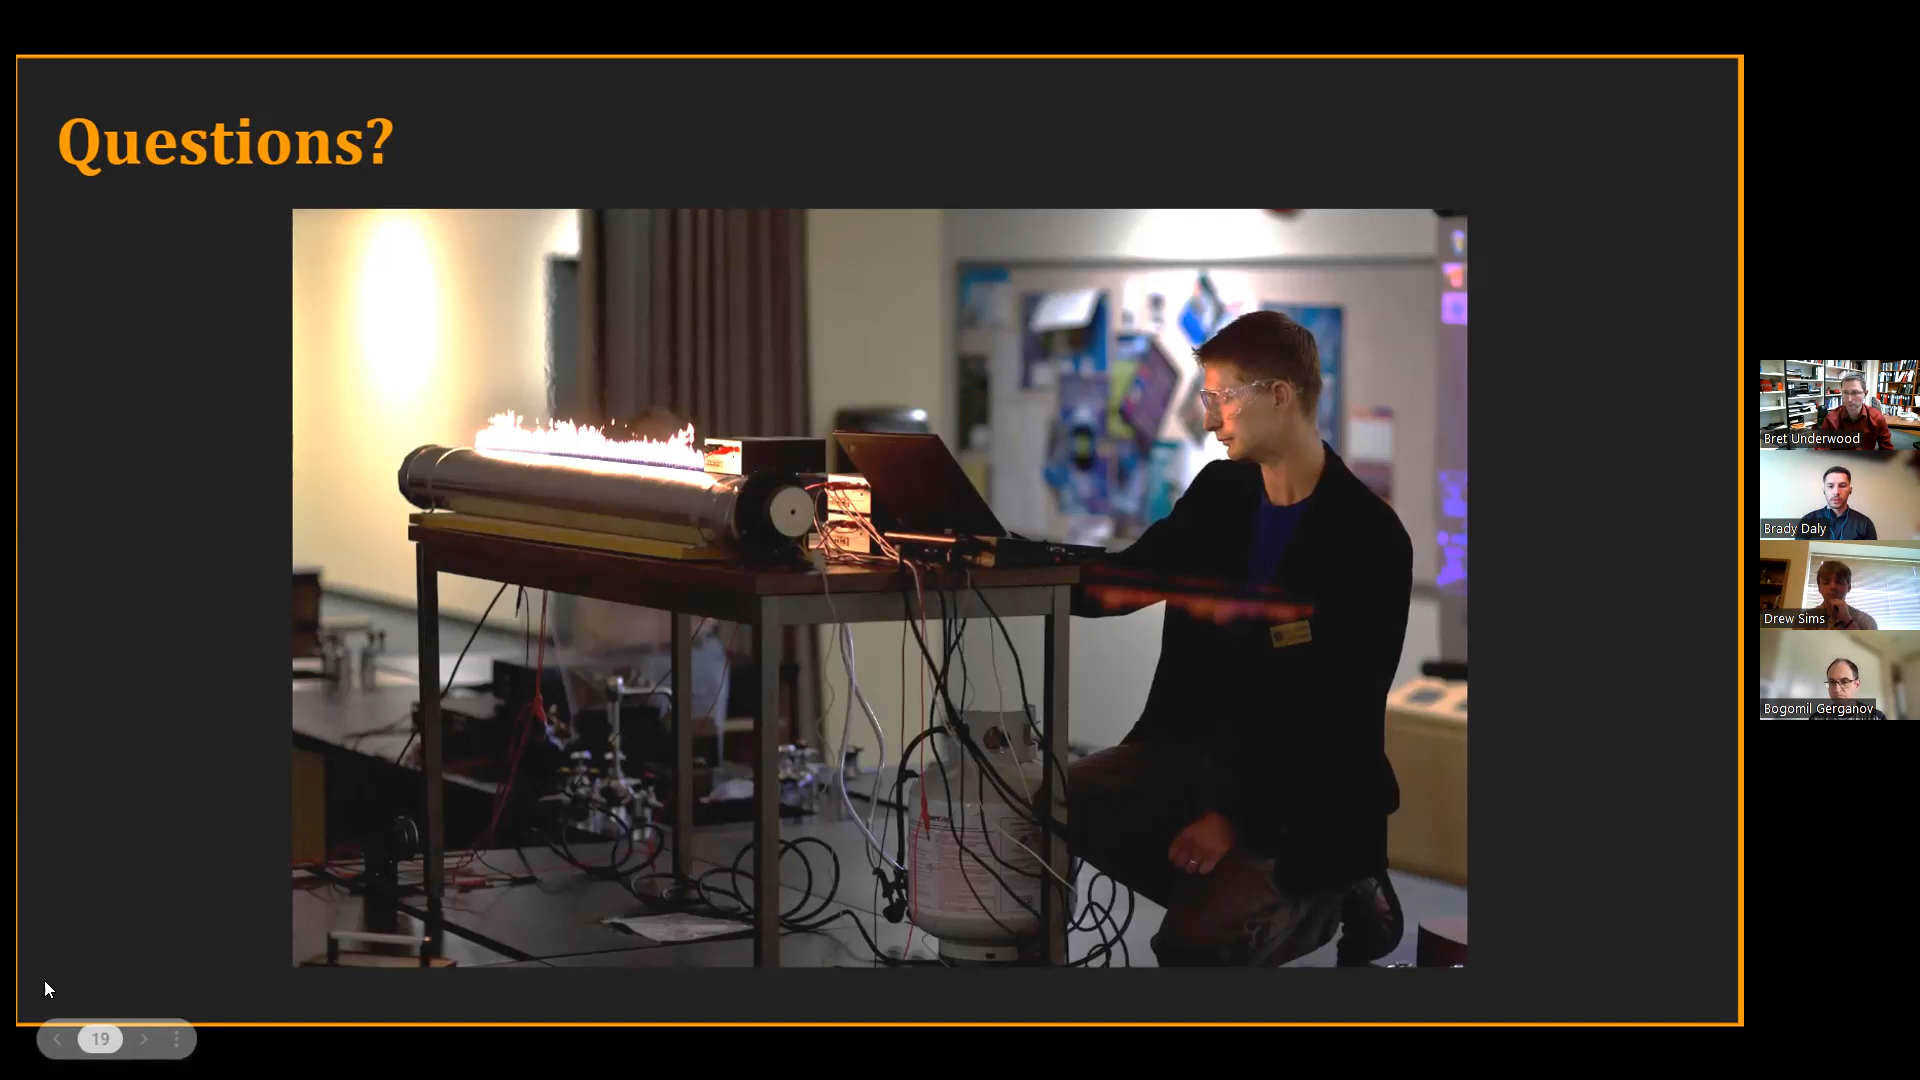 Questions?
Bret Underwood
Brady Daly
Drew Sims
Bogomil Gerganov
19